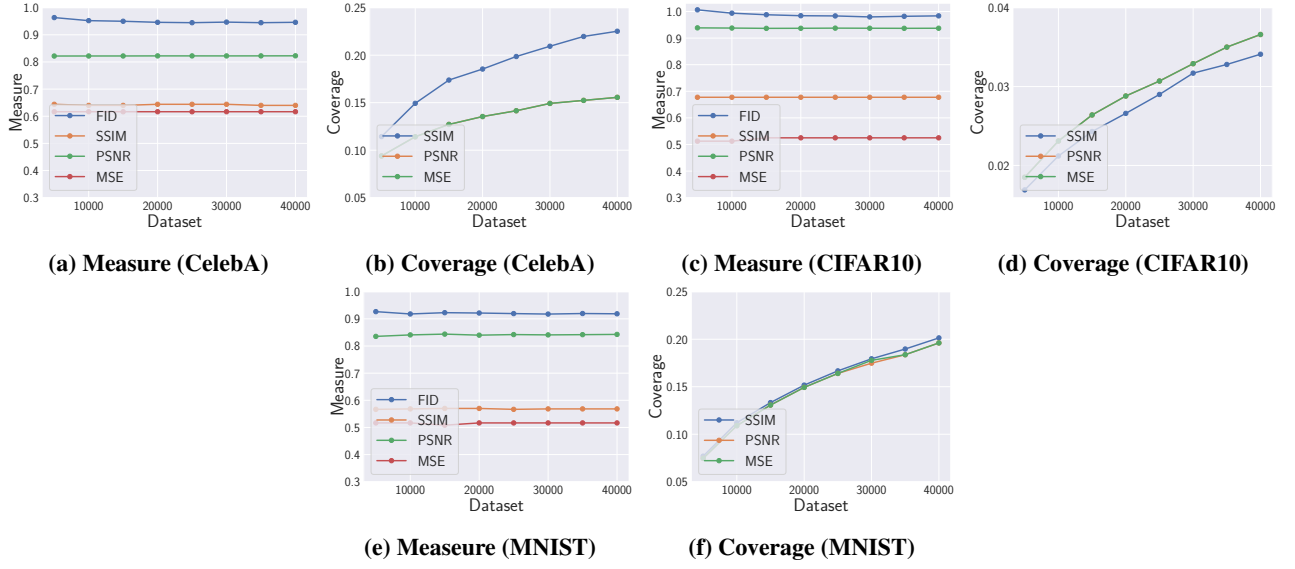 1.0
0.9
0.8
0.7
0.6
0.5
0.4
0.3
Measure
FID
SSIM
PSNR
MSE
10000 20000 30000 40000
Dataset
(a) Measure (CelebA)
0.25
0.20
0.15
0.10
0.05
Coverage
SSIM
PSNR
MSE
10000 20000 30000 40000
Dataset
(b) Coverage (CelebA)
1.0
0.9
0.8
0.7
0.6
0.5
0.4
0.3
Measure
FID
SSIM
PSNR
MSE
10000 20000 30000 40000
Dataset
(c) Measure (CIFAR10)
0.04
0.03
0.02
Coverage
SSIM
PSNR
MSE
10000 20000 30000 40000
Dataset
(d) Coverage (CIFAR10)
1.0
0.9
0.8
0.7
0.6
0.5
0.4
0.3
Measure
FID
SSIM
PSNR
MSE
10000 20000 30000 40000
Dataset
(e) Measeure (MNIST)
0.25
0.20
0.15
0.10
0.05
Coverage
SSIM
PSNR
MSE
10000 20000 30000 40000
Dataset
(f) Coverage (MNIST)